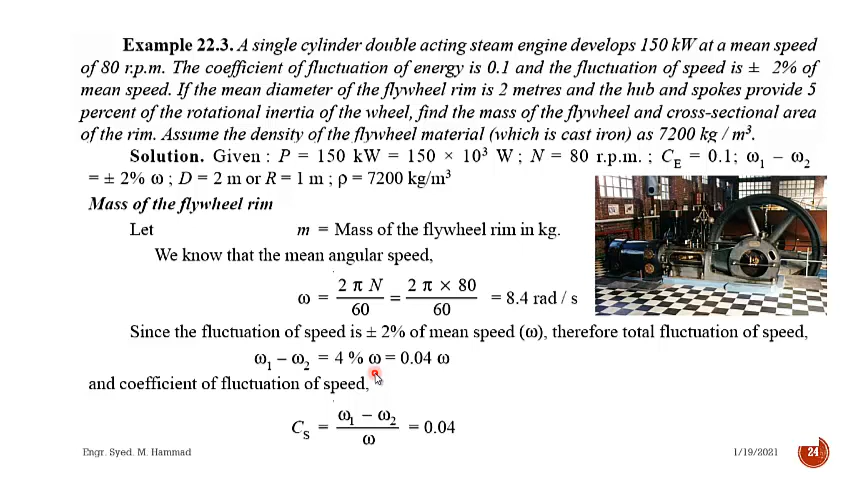 Example 22.3. A single cylinder double acting steam engine develops 150 kW at a mean speed
of 80 r.p.m. The coefficient of fluctuation of energy is 0.1 and the fluctuation of speed is ± 2% of
mean speed. If the mean diameter of the flywheel rim is 2 metres and the hub and spokes provide 5
percent of the rotational inertia of the wheel, find the mass of the flywheel and cross-sectional area
of the rim. Assume the density of the flywheel material (which is cast iron) as 7200 kg / m³.
Solution. Given : P = 150 kW = 150 × 10³ W ; N = 80 r.p.m. ; C_E = 0.1; ω₁ – ω₂
= ± 2% ω ; D = 2 m or R = 1 m ; ρ = 7200 kg/m³
Mass of the flywheel rim
Let m = Mass of the flywheel rim in kg.
We know that the mean angular speed,
ω = 2 π N / 60 = 2 π × 80 / 60 = 8.4 rad / s
Since the fluctuation of speed is ± 2% of mean speed (ω), therefore total fluctuation of speed,
ω₁ – ω₂ = 4 % ω = 0.04 ω
and coefficient of fluctuation of speed,
C_S = ω₁ – ω₂ / ω = 0.04
Engr. Syed. M. Hammad 1/19/2021 24